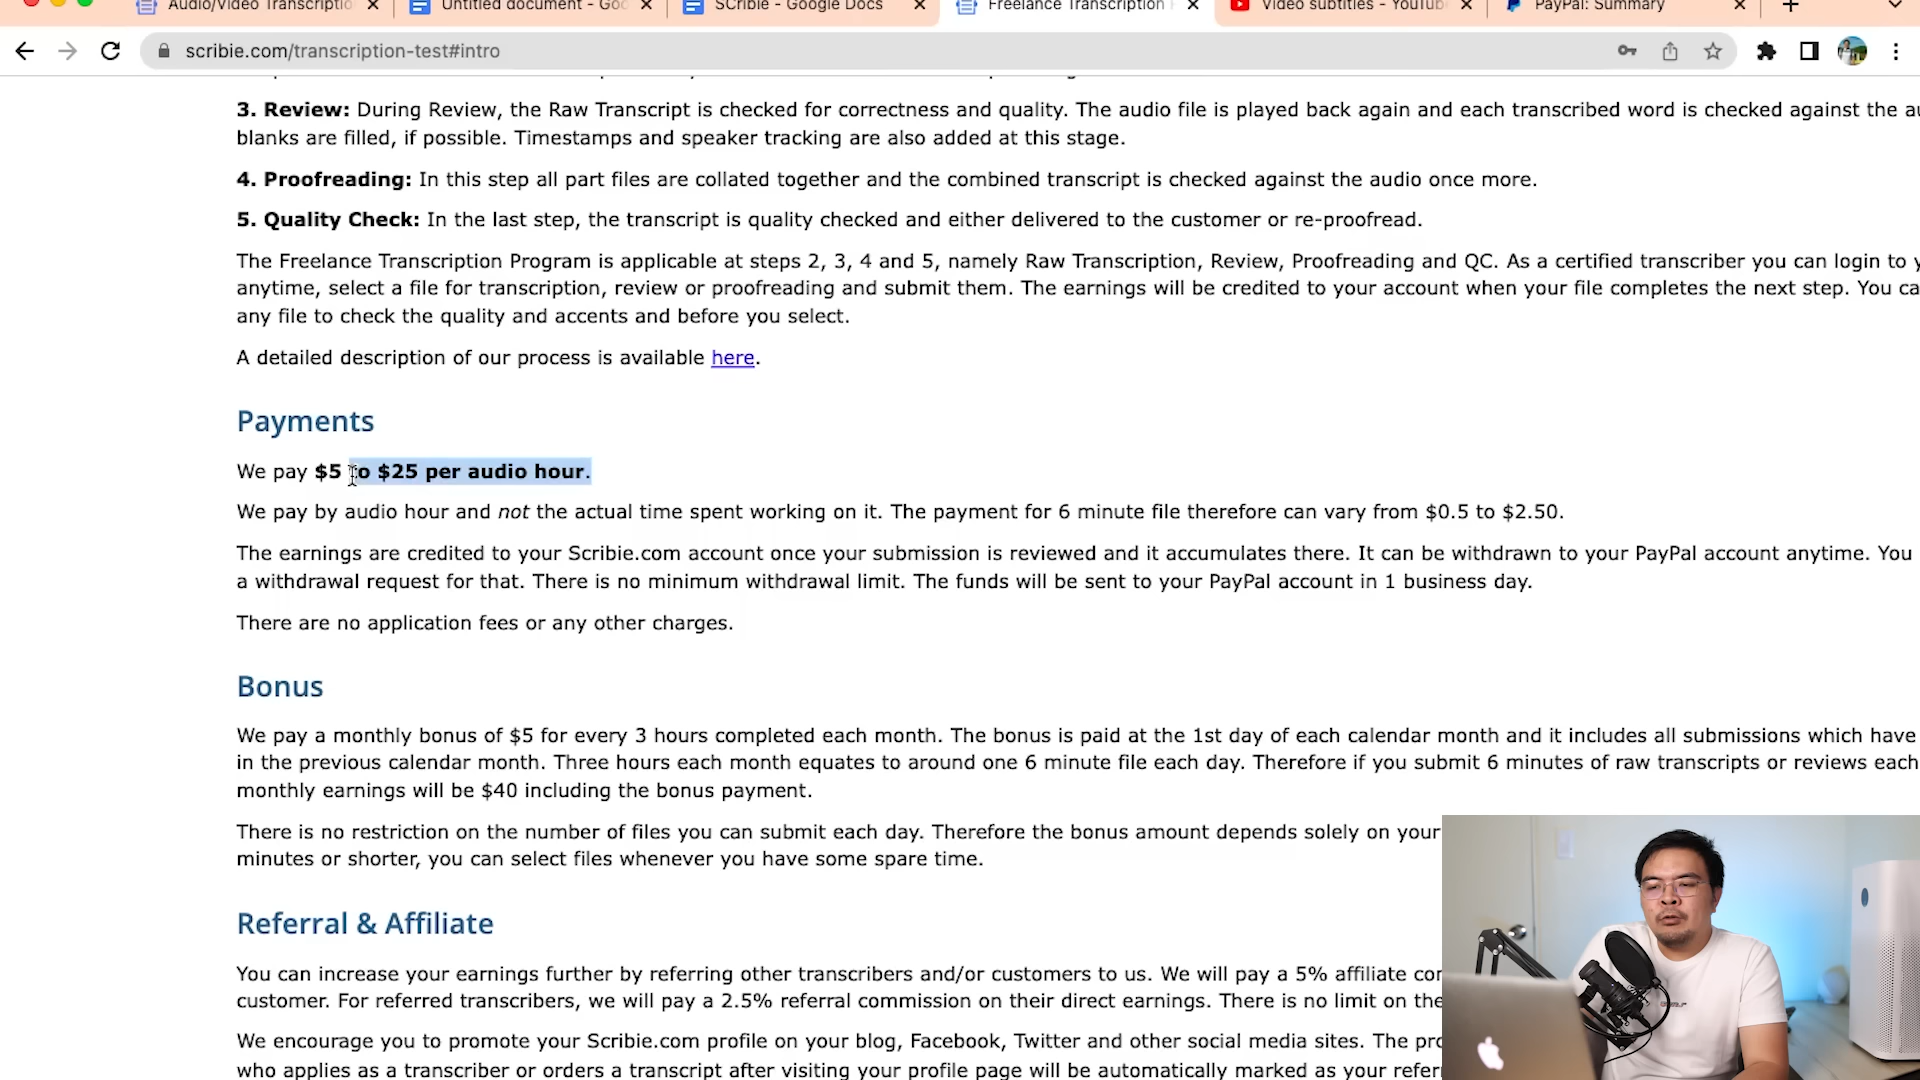 Audio/Video Transcriptio
Untitled document - Goo
SCribie - Google Docs
Freelance Transcription
Video subtitles - YouTub
PayPal: Summary
scribie.com/transcription-test#intro
3. Review: During Review, the Raw Transcript is checked for correctness and quality. The audio file is played back again and each transcribed word is checked against the au
blanks are filled, if possible. Timestamps and speaker tracking are also added at this stage.
4. Proofreading: In this step all part files are collated together and the combined transcript is checked against the audio once more.
5. Quality Check: In the last step, the transcript is quality checked and either delivered to the customer or re-proofread.
The Freelance Transcription Program is applicable at steps 2, 3, 4 and 5, namely Raw Transcription, Review, Proofreading and QC. As a certified transcriber you can login to y
anytime, select a file for transcription, review or proofreading and submit them. The earnings will be credited to your account when your file completes the next step. You ca
any file to check the quality and accents and before you select.
A detailed description of our process is available here.
Payments
We pay $5 to $25 per audio hour.
We pay by audio hour and not the actual time spent working on it. The payment for 6 minute file therefore can vary from $0.5 to $2.50.
The earnings are credited to your Scribie.com account once your submission is reviewed and it accumulates there. It can be withdrawn to your PayPal account anytime. You
a withdrawal request for that. There is no minimum withdrawal limit. The funds will be sent to your PayPal account in 1 business day.
There are no application fees or any other charges.
Bonus
We pay a monthly bonus of $5 for every 3 hours completed each month. The bonus is paid at the 1st day of each calendar month and it includes all submissions which have
in the previous calendar month. Three hours each month equates to around one 6 minute file each day. Therefore if you submit 6 minutes of raw transcripts or reviews each
monthly earnings will be $40 including the bonus payment.
There is no restriction on the number of files you can submit each day. Therefore the bonus amount depends solely on your
minutes or shorter, you can select files whenever you have some spare time.
Referral & Affiliate
You can increase your earnings further by referring other transcribers and/or customers to us. We will pay a 5% affiliate co
customer. For referred transcribers, we will pay a 2.5% referral commission on their direct earnings. There is no limit on the
We encourage you to promote your Scribie.com profile on your blog, Facebook, Twitter and other social media sites. The pro
who applies as a transcriber or orders a transcript after visiting your profile page will be automatically marked as your refer